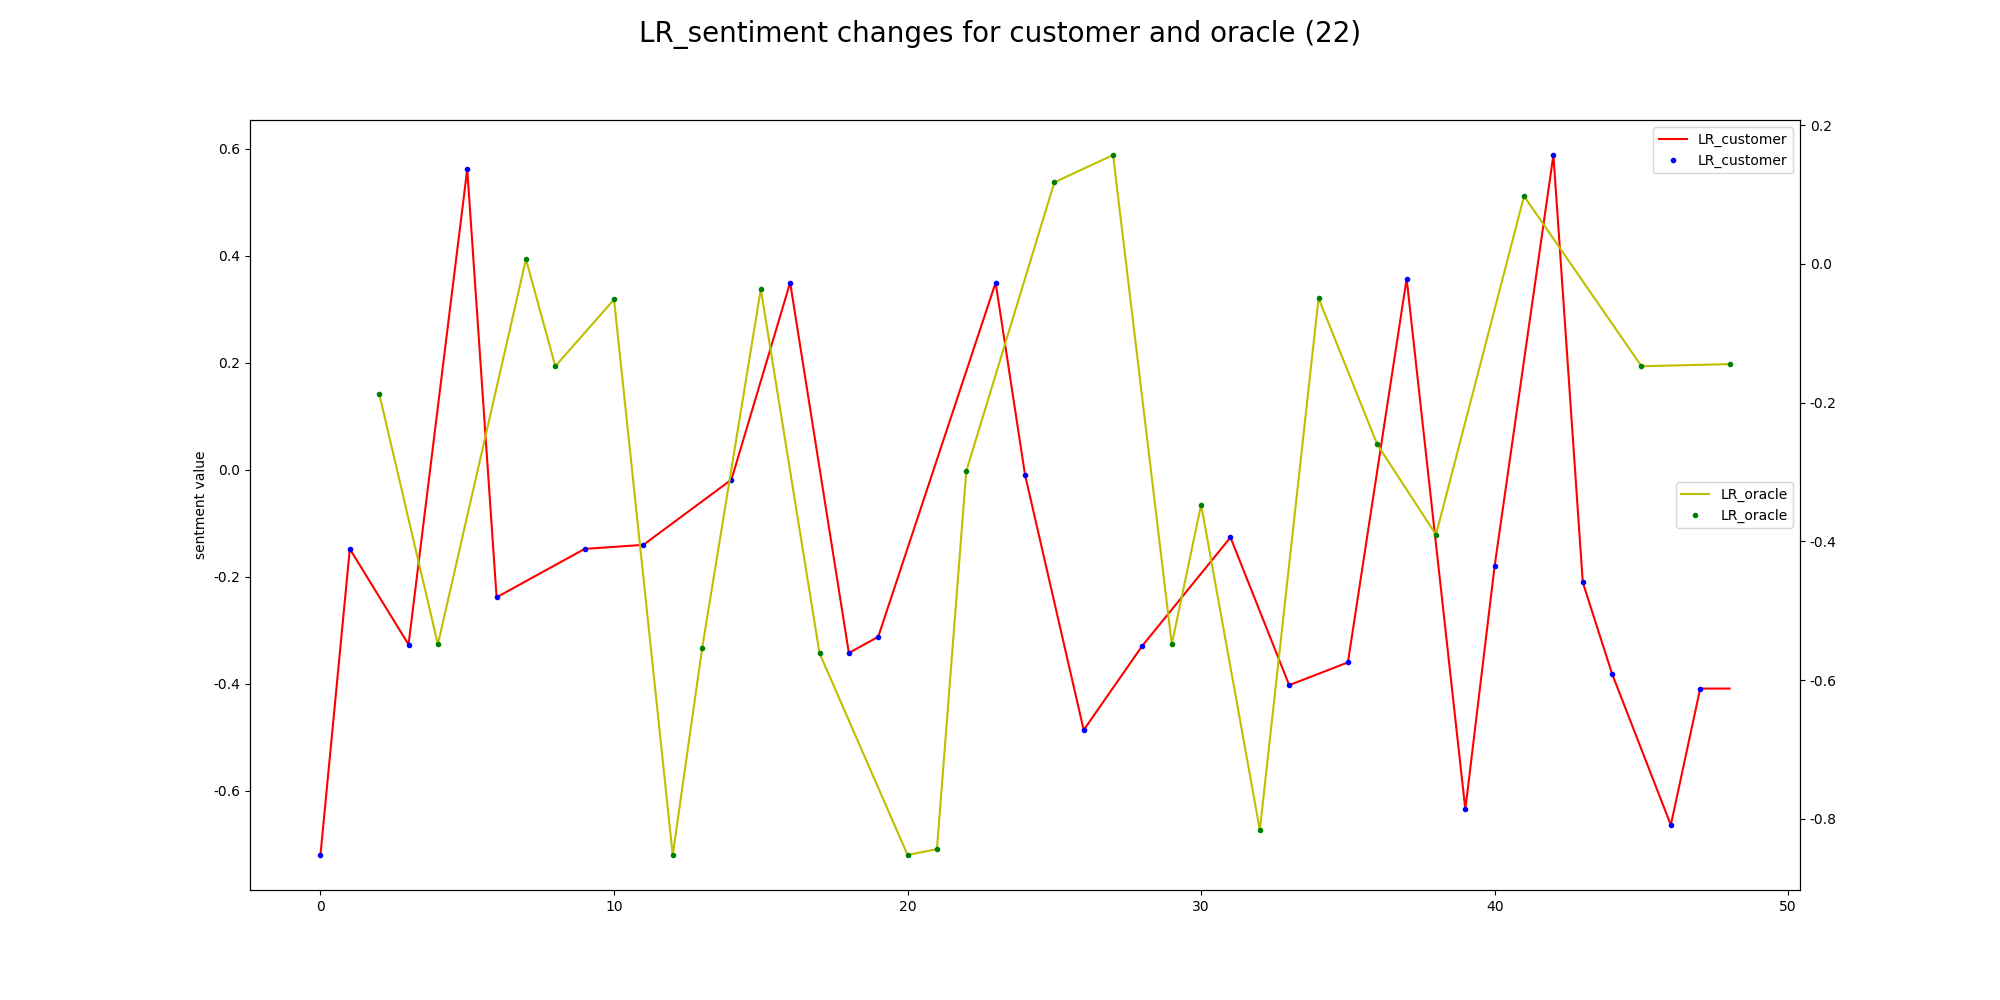 LR_sentiment changes for customer and oracle (22)
sentment value
0.6
0.4
0.2
0.0
-0.2
-0.4
-0.6
0.2
0.0
-0.2
-0.4
-0.6
-0.8
LR_customer
LR_customer
LR_oracle
LR_oracle
0 10 20 30 40 50